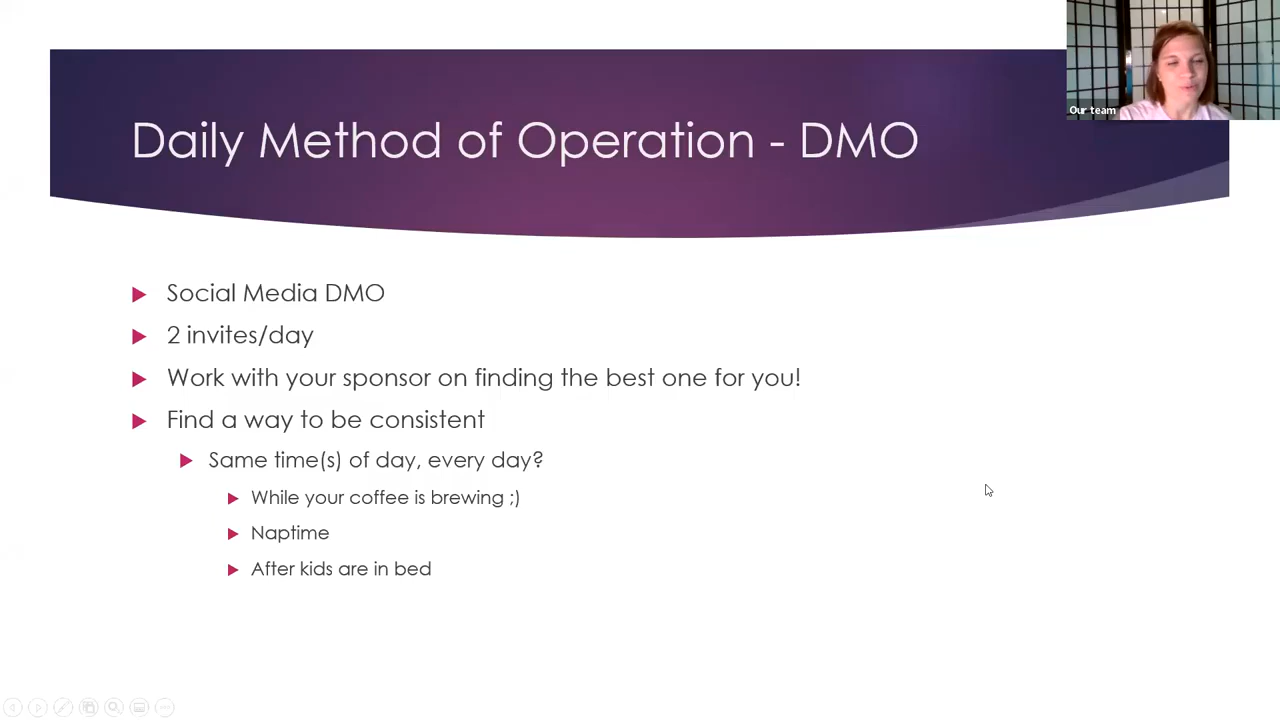 Our team
Daily Method of Operation - DMO
Social Media DMO
2 invites/day
Work with your sponsor on finding the best one for you!
Find a way to be consistent
Same time(s) of day, every day?
While your coffee is brewing ;)
Naptime
After kids are in bed